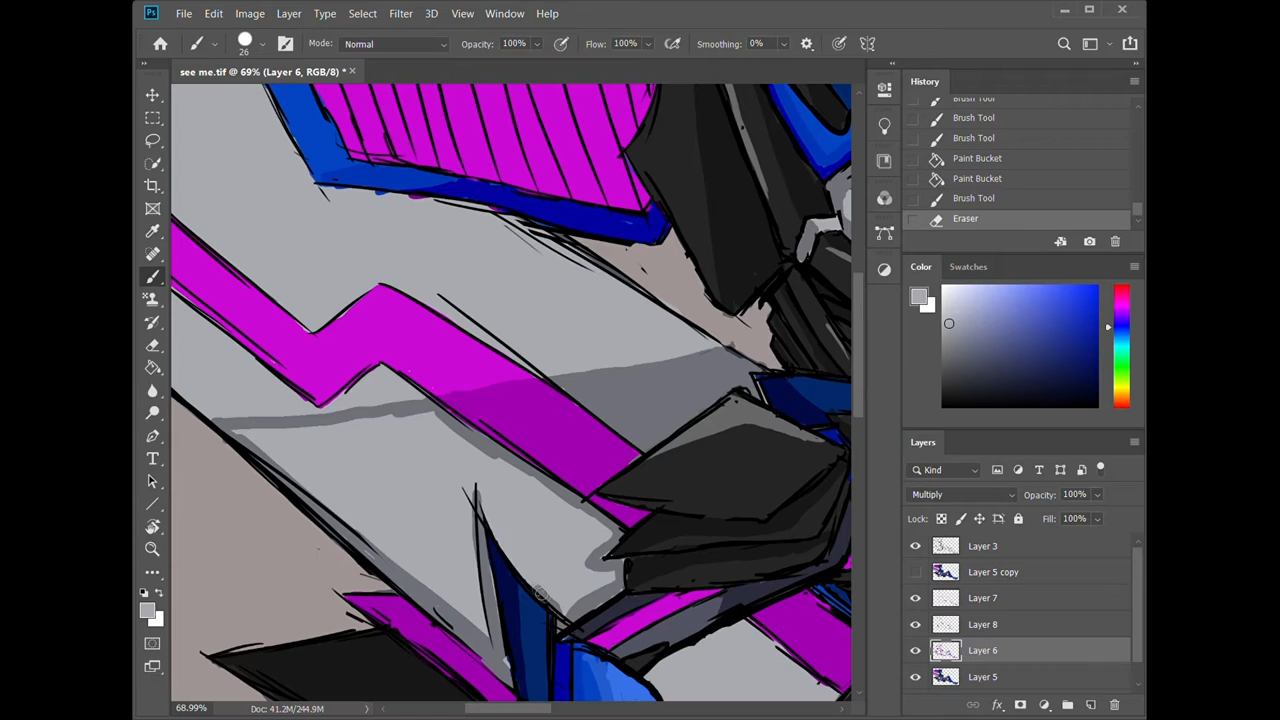 Ps File Edit Image Layer Type Select Filter 3D View Window Help
26 Mode: Normal Opacity: 100% Flow: 100% Smoothing: 0%
see me.tif @ 69% (Layer 6, RGB/8) *
History
Brush Tool
Brush Tool
Brush Tool
Paint Bucket
Paint Bucket
Brush Tool
Eraser
Color Swatches
Layers
Kind
Multiply Opacity: 100%
Lock: Fill: 100%
Layer 3
Layer 5 copy
Layer 7
Layer 8
Layer 6
Layer 5
fx
68.99% Doc: 41.2M/244.9M